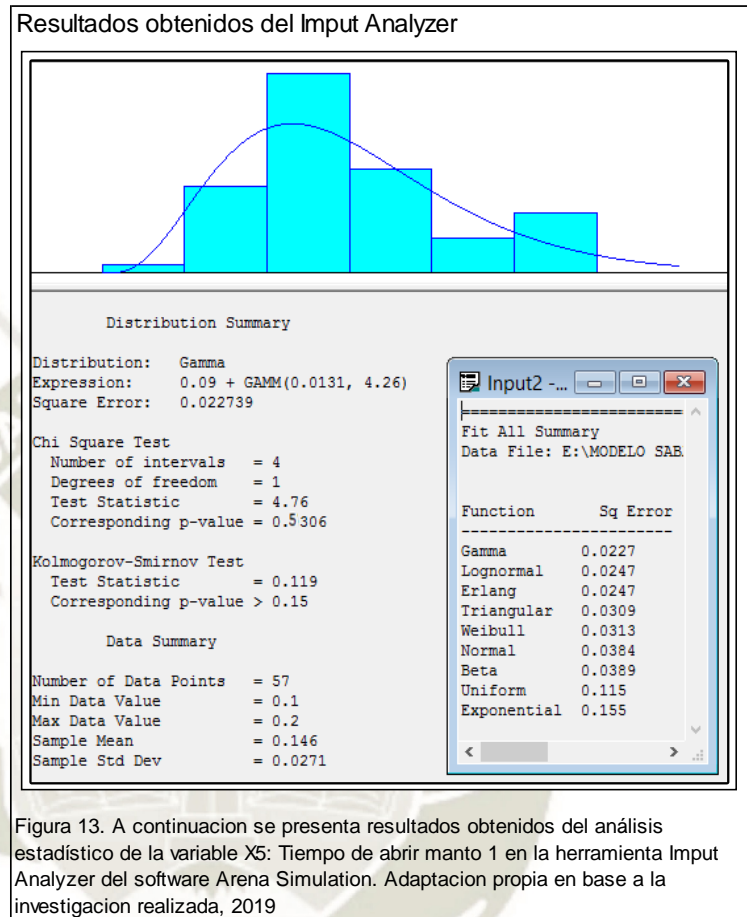 Resultados obtenidos del Imput Analyzer
Distribution Summary
Distribution: Gamma
Expression: 0.09 + GAMM(0.0131, 4.26)
Square Error: 0.022739
Chi Square Test
Number of intervals = 4
Degrees of freedom = 1
Test Statistic = 4.76
Corresponding p-value = 0.5306
Kolmogorov-Smirnov Test
Test Statistic = 0.119
Corresponding p-value > 0.15
Data Summary
Number of Data Points = 57
Min Data Value = 0.1
Max Data Value = 0.2
Sample Mean = 0.146
Sample Std Dev = 0.0271
Input2 -...
Fit All Summary
Data File: E:\MODELO SAB
Function Sq Error
Gamma 0.0227
Lognormal 0.0247
Erlang 0.0247
Triangular 0.0309
Weibull 0.0313
Normal 0.0384
Beta 0.0389
Uniform 0.115
Exponential 0.155
Figura 13. A continuacion se presenta resultados obtenidos del análisis
estadístico de la variable X5: Tiempo de abrir manto 1 en la herramienta Imput
Analyzer del software Arena Simulation. Adaptacion propia en base a la
investigacion realizada, 2019